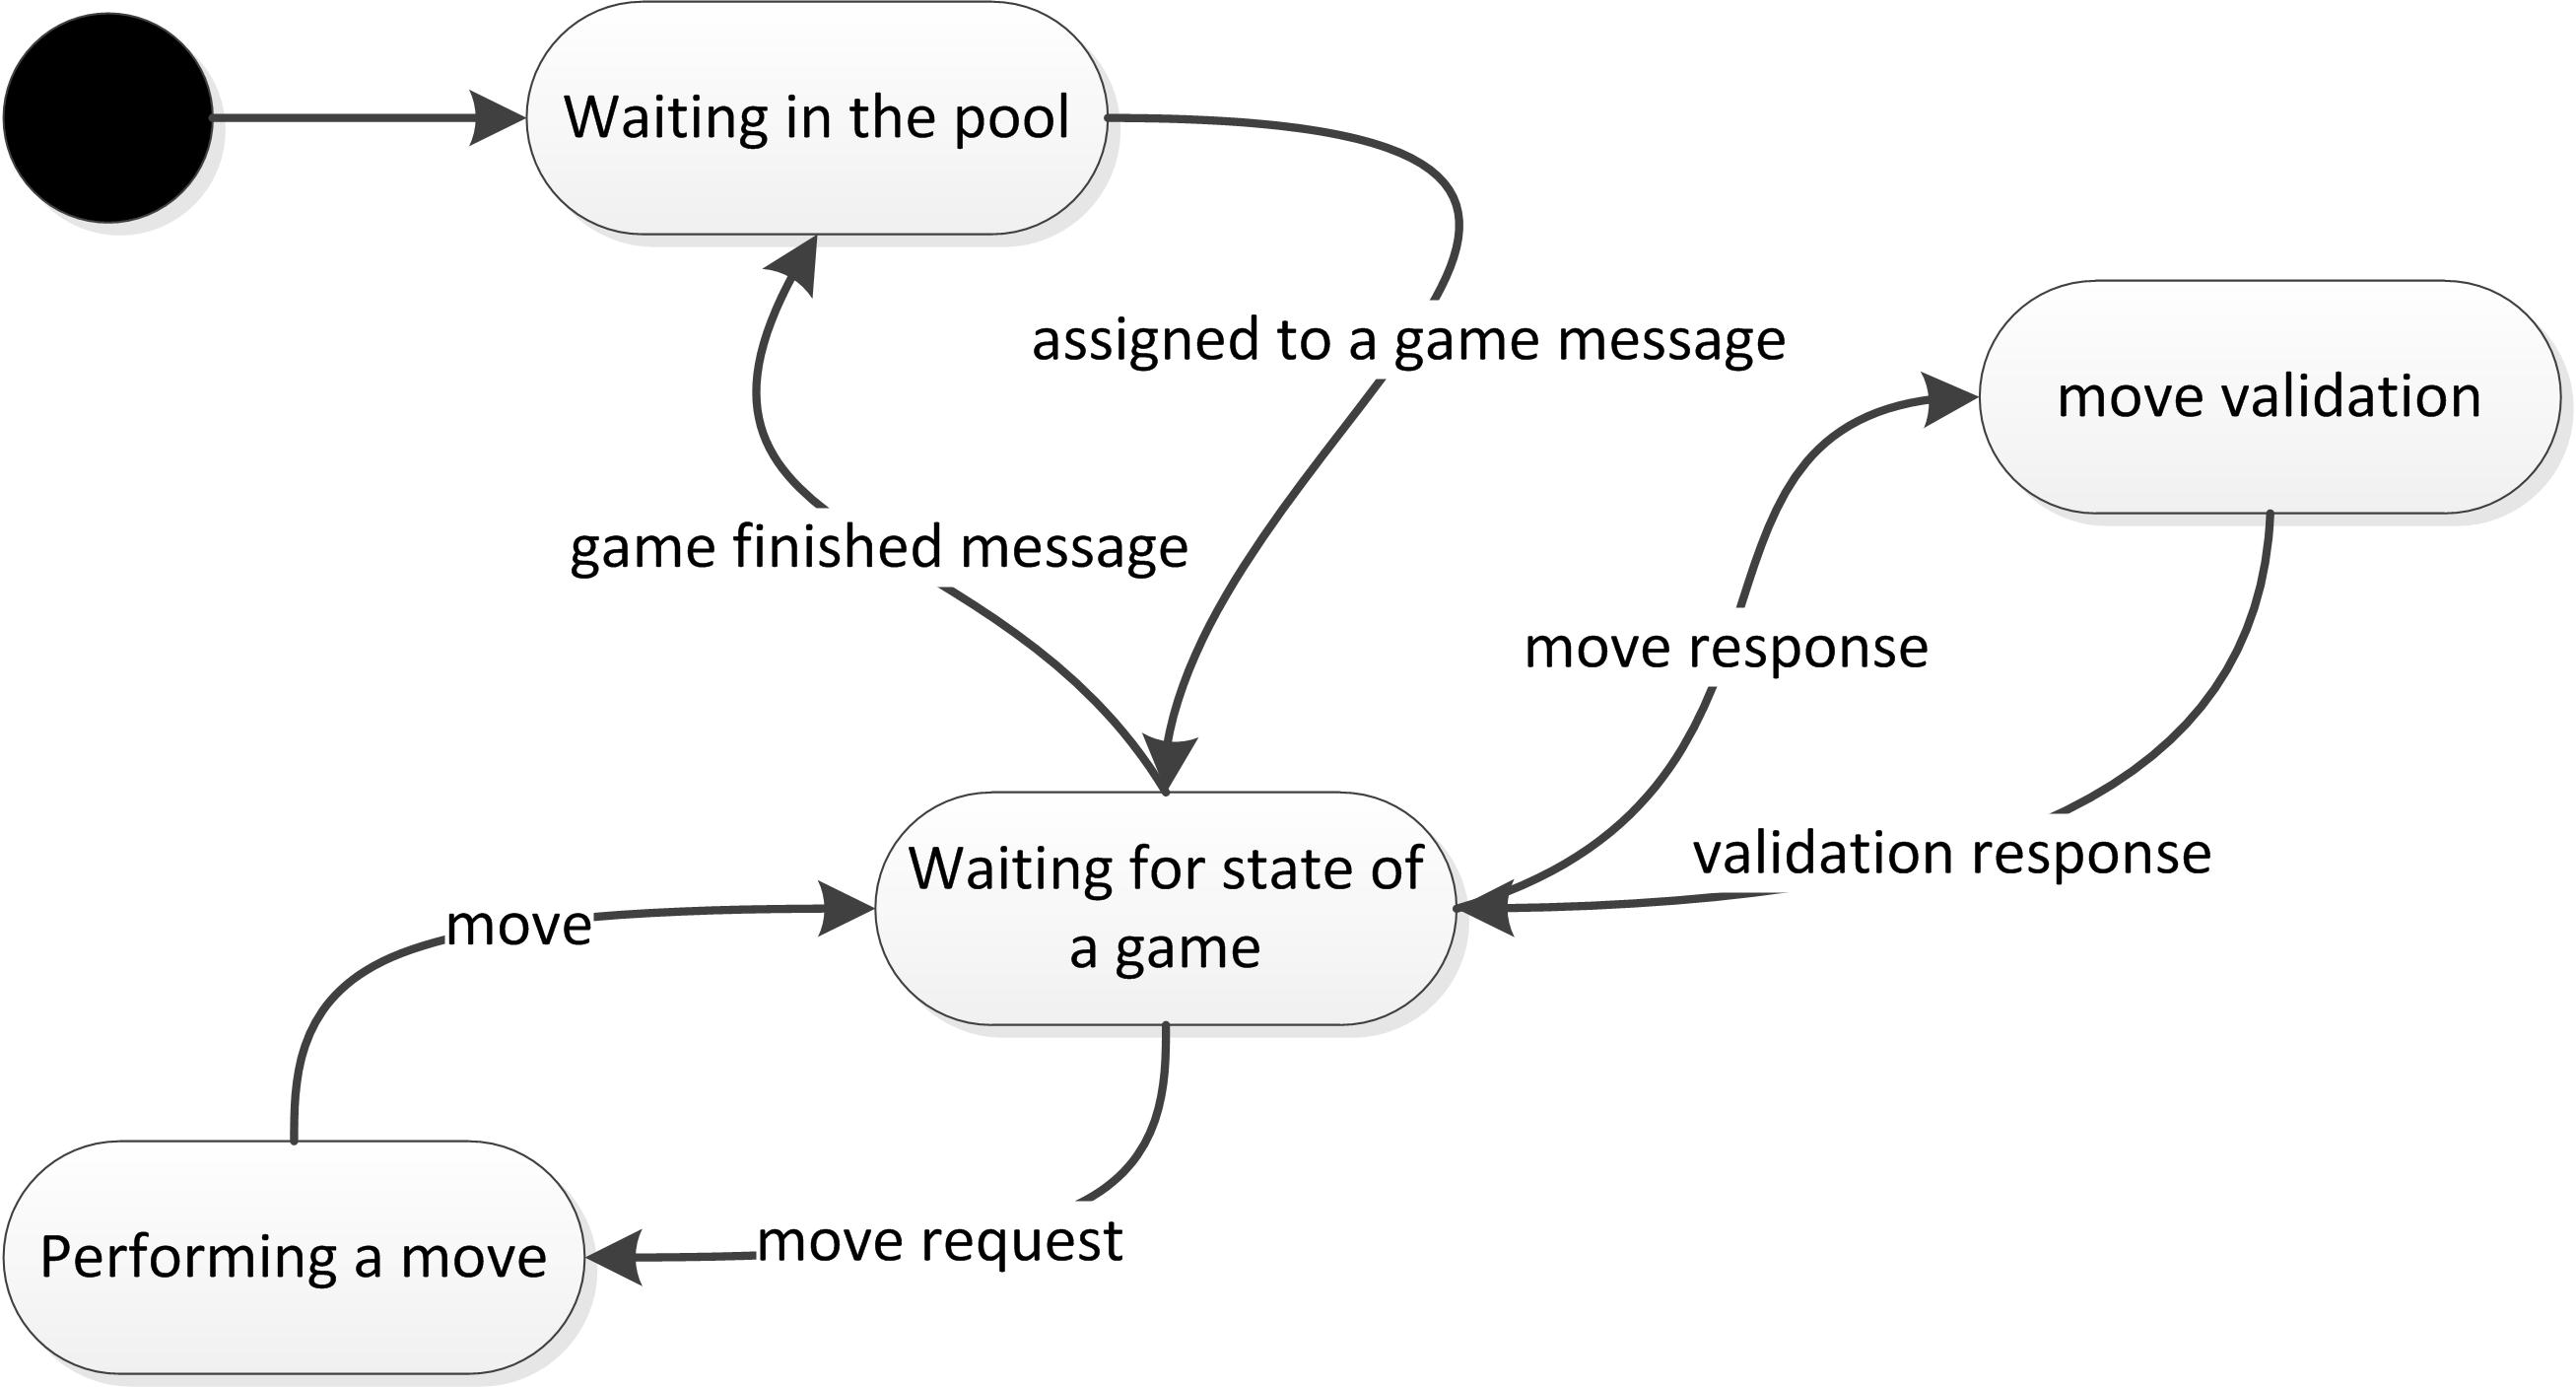 Waiting in the pool
assigned to a game message
move validation
game finished message
move response
validation response
Waiting for state of
a game
move
move request
Performing a move